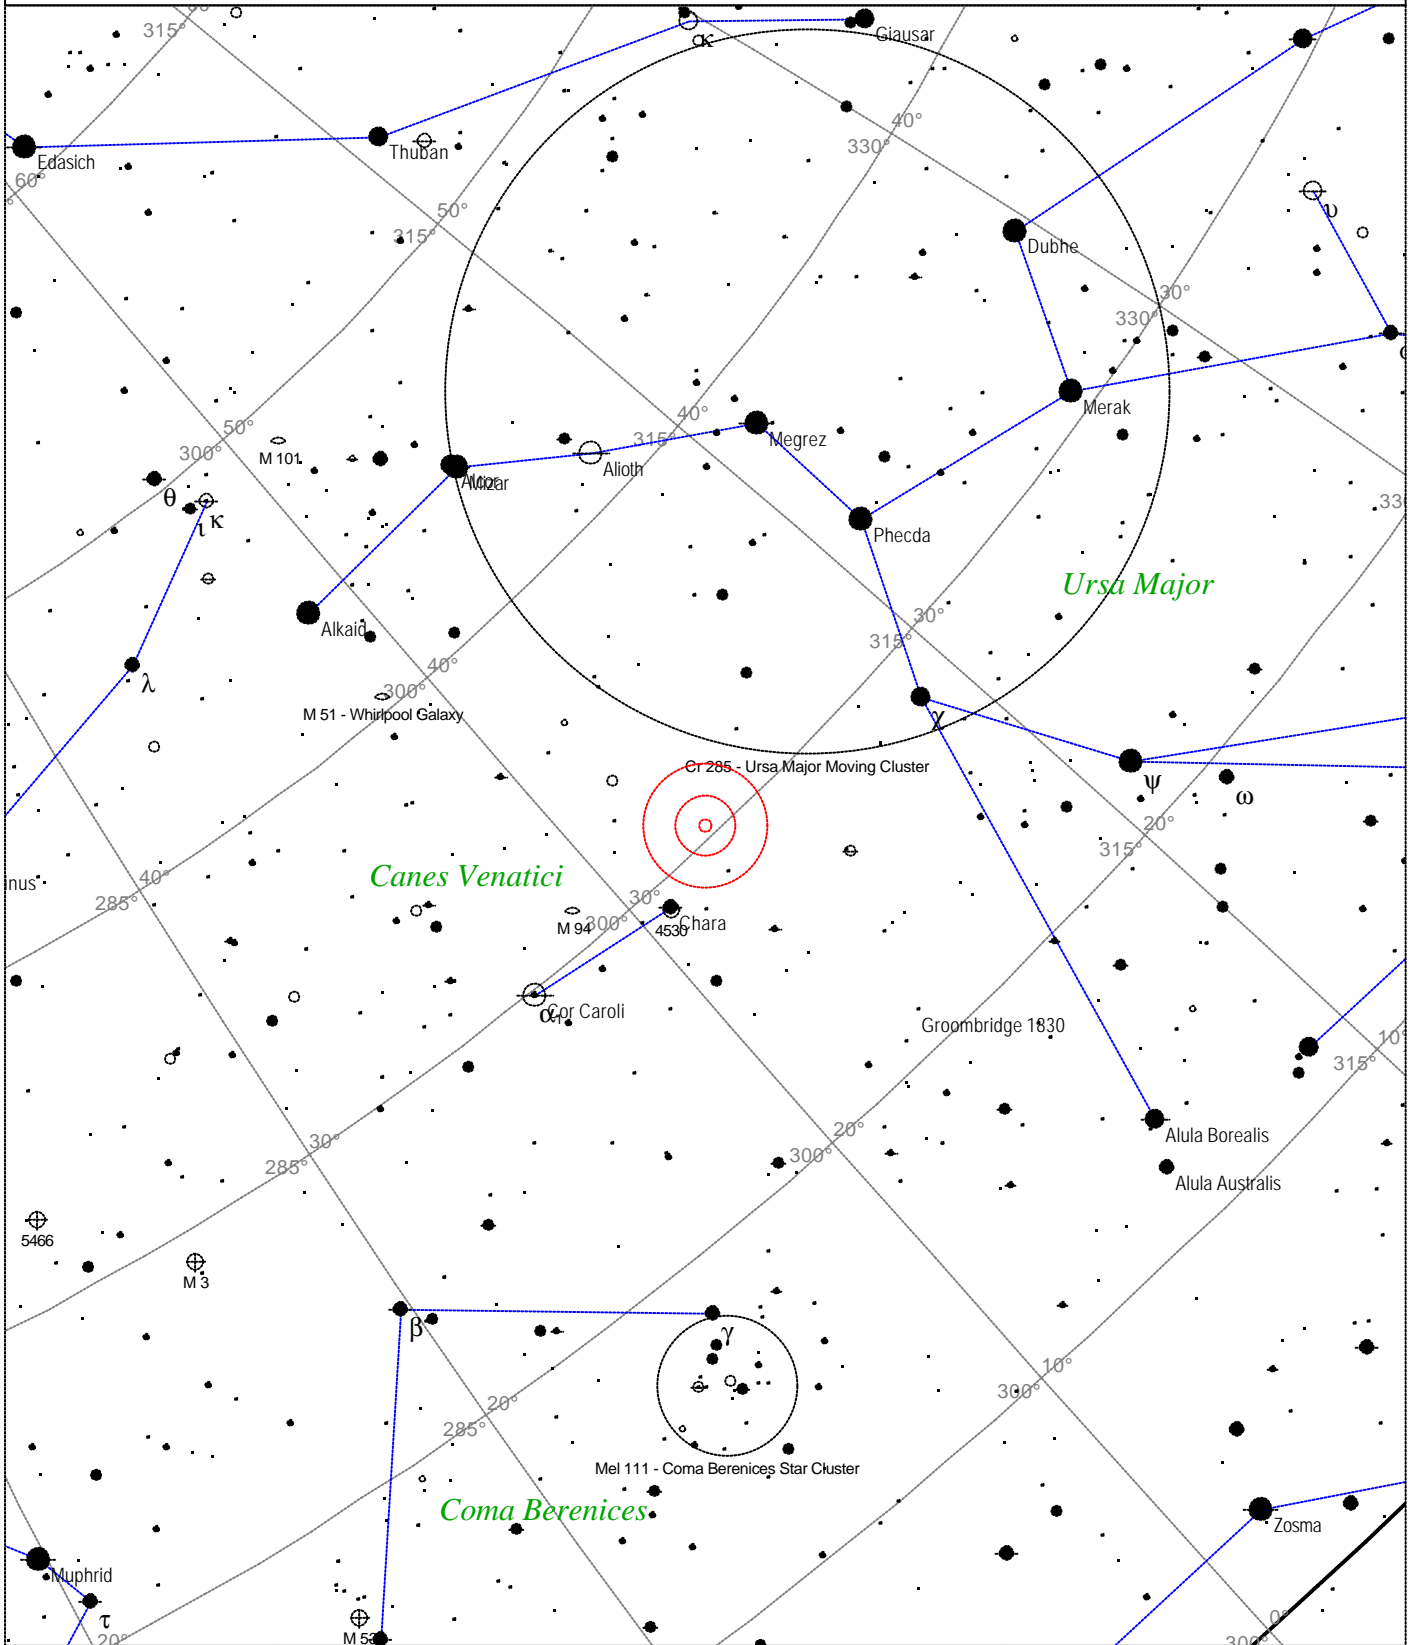 315°
α
κ
Giausar
Edasich
Thuban
60°
40°
330°
50°
315°
υ
Dubhe
30°
330°
Merak
40°
315°
Megrez
50°
300°
M 101
Alioth
Alcor
Mizar
θ
ι
κ
Phecda
Ursa Major
Alkaid
30°
315°
40°
300°
λ
M 51 - Whirlpool Galaxy
χ
Cr 285 - Ursa Major Moving Cluster
ψ
ω
20°
315°
Canes Venatici
40°
285°
30°
300°
M 94
4530
Chara
α1
Cor Caroli
Groombridge 1830
10°
315°
30°
285°
20°
300°
Alula Borealis
Alula Australis
5466
M 3
β
γ
10°
300°
20°
285°
Mel 111 - Coma Berenices Star Cluster
Coma Berenices
Zosma
Muphrid
τ
M 53
20°
0°
300°